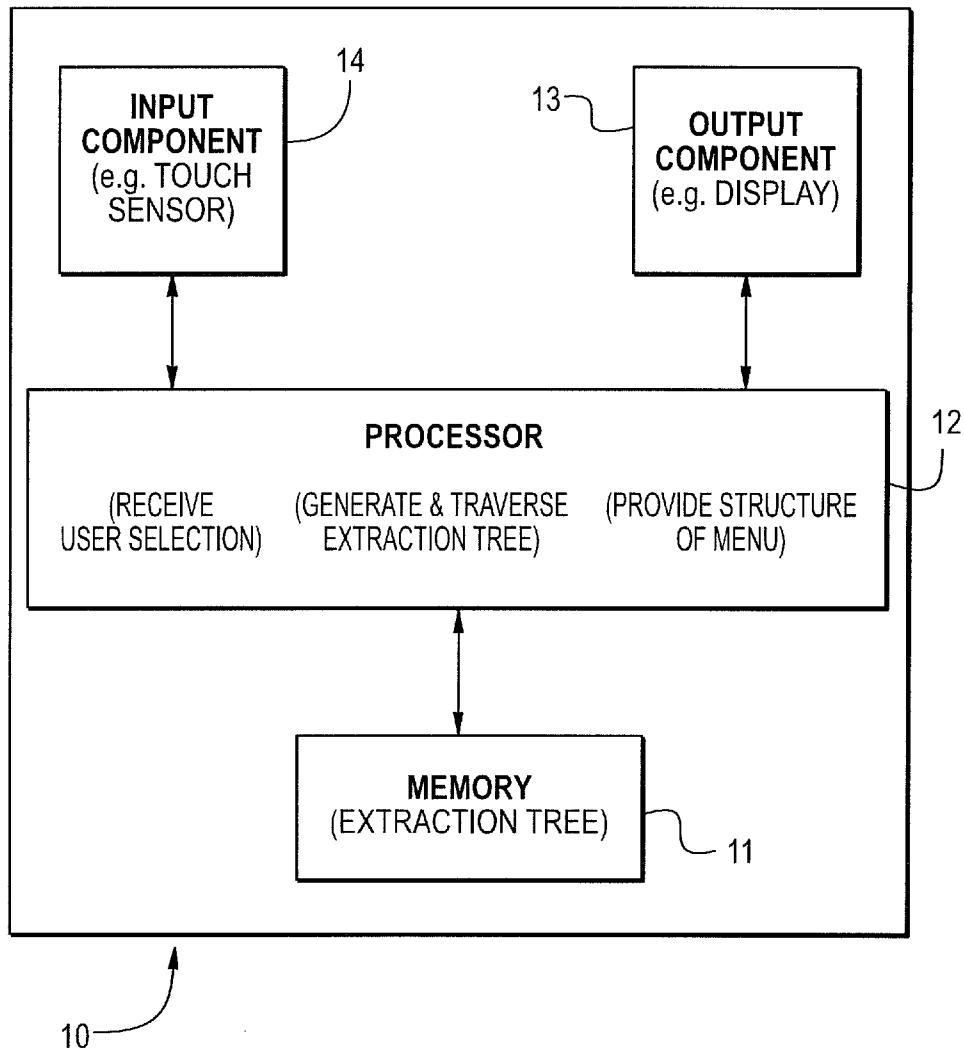 14
INPUT
COMPONENT
(e.g. TOUCH
SENSOR)
13
OUTPUT
COMPONENT
(e.g. DISPLAY)
12
PROCESSOR
(RECEIVE
USER SELECTION)
(GENERATE & TRAVERSE
EXTRACTION TREE)
(PROVIDE STRUCTURE
OF MENU)
MEMORY
(EXTRACTION TREE)
11
10